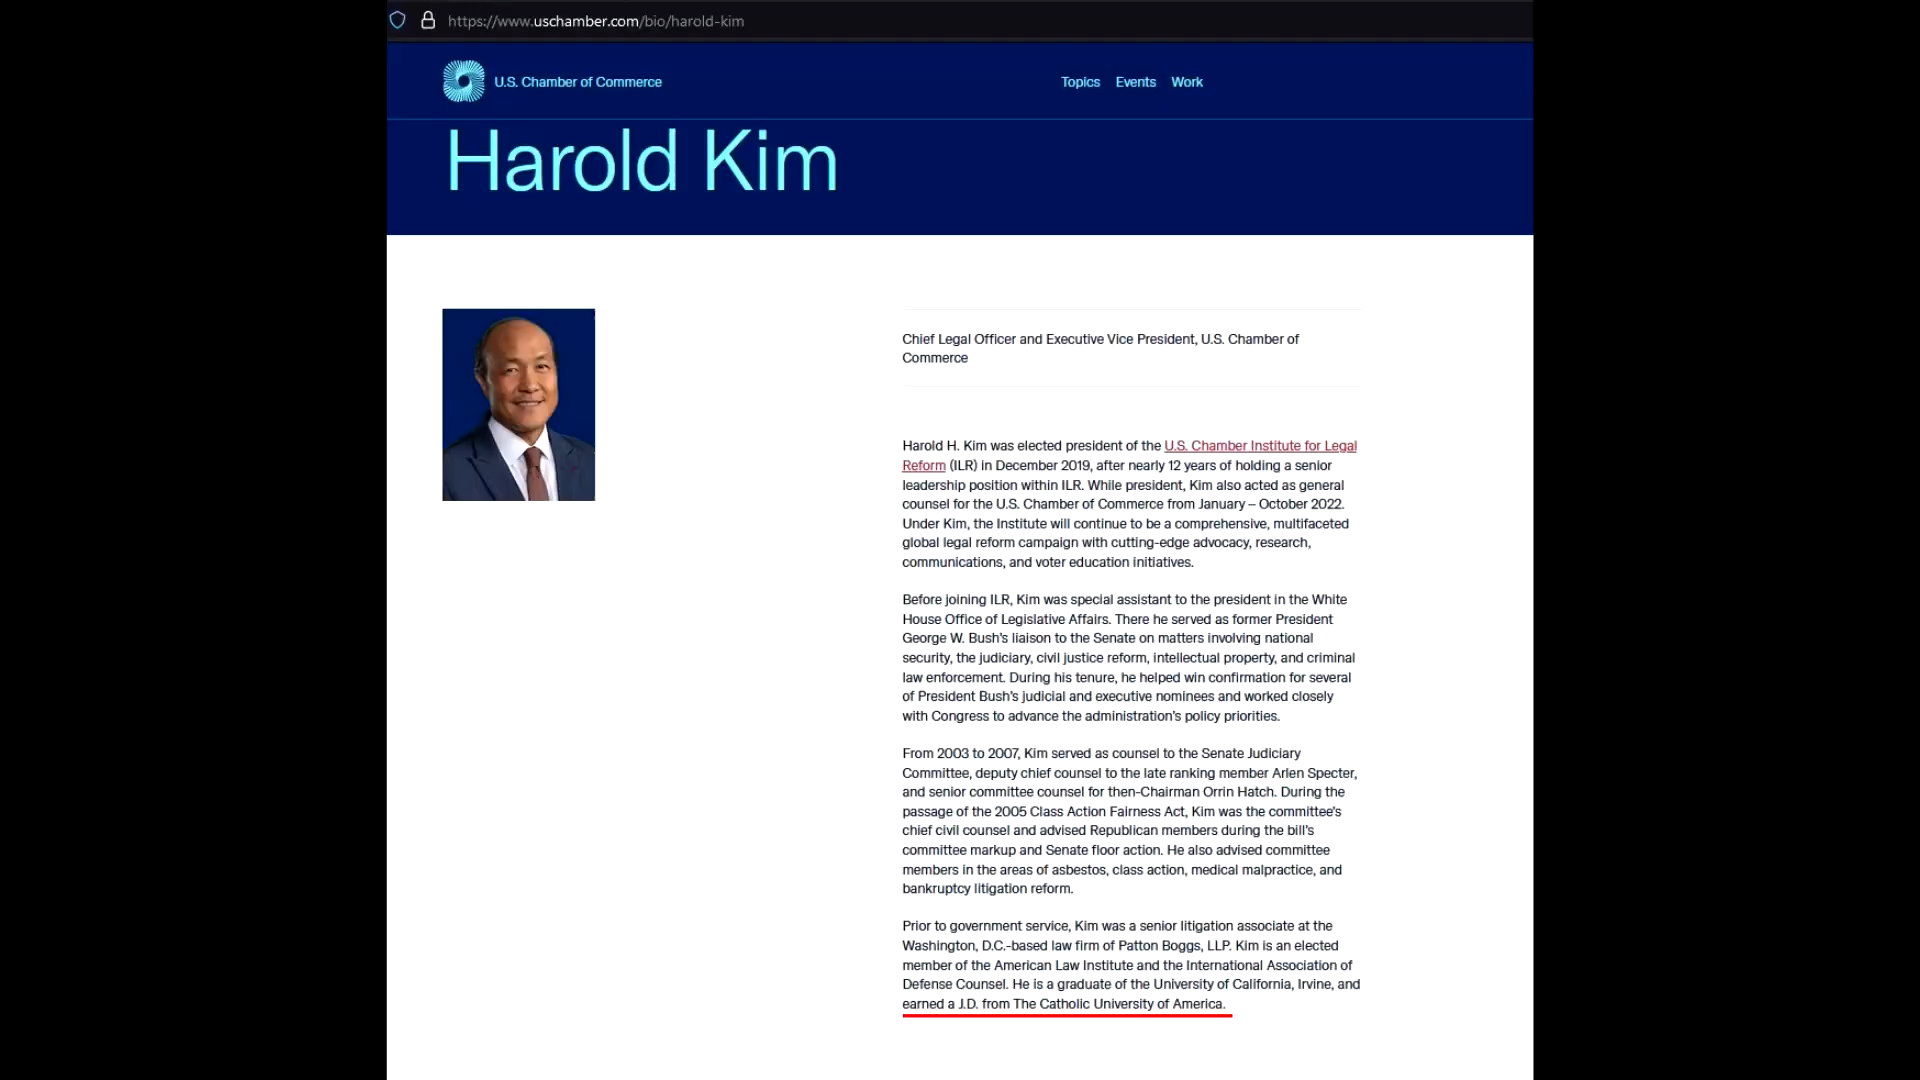 https://www.uschamber.com/bio/harold-kim
U.S. Chamber of Commerce
Topics Events Work
Harold Kim
Chief Legal Officer and Executive Vice President, U.S. Chamber of
Commerce
Harold H. Kim was elected president of the U.S. Chamber Institute for Legal
Reform (ILR) in December 2019, after nearly 12 years of holding a senior
leadership position within ILR. While president, Kim also acted as general
counsel for the U.S. Chamber of Commerce from January – October 2022.
Under Kim, the Institute will continue to be a comprehensive, multifaceted
global legal reform campaign with cutting-edge advocacy, research,
communications, and voter education initiatives.
Before joining ILR, Kim was special assistant to the president in the White
House Office of Legislative Affairs. There he served as former President
George W. Bush's liaison to the Senate on matters involving national
security, the judiciary, civil justice reform, intellectual property, and criminal
law enforcement. During his tenure, he helped win confirmation for several
of President Bush's judicial and executive nominees and worked closely
with Congress to advance the administration's policy priorities.
From 2003 to 2007, Kim served as counsel to the Senate Judiciary
Committee, deputy chief counsel to the late ranking member Arlen Specter,
and senior committee counsel for then-Chairman Orrin Hatch. During the
passage of the 2005 Class Action Fairness Act, Kim was the committee's
chief civil counsel and advised Republican members during the bill's
committee markup and Senate floor action. He also advised committee
members in the areas of asbestos, class action, medical malpractice, and
bankruptcy litigation reform.
Prior to government service, Kim was a senior litigation associate at the
Washington, D.C.-based law firm of Patton Boggs, LLP. Kim is an elected
member of the American Law Institute and the International Association of
Defense Counsel. He is a graduate of the University of California, Irvine, and
earned a J.D. from The Catholic University of America.